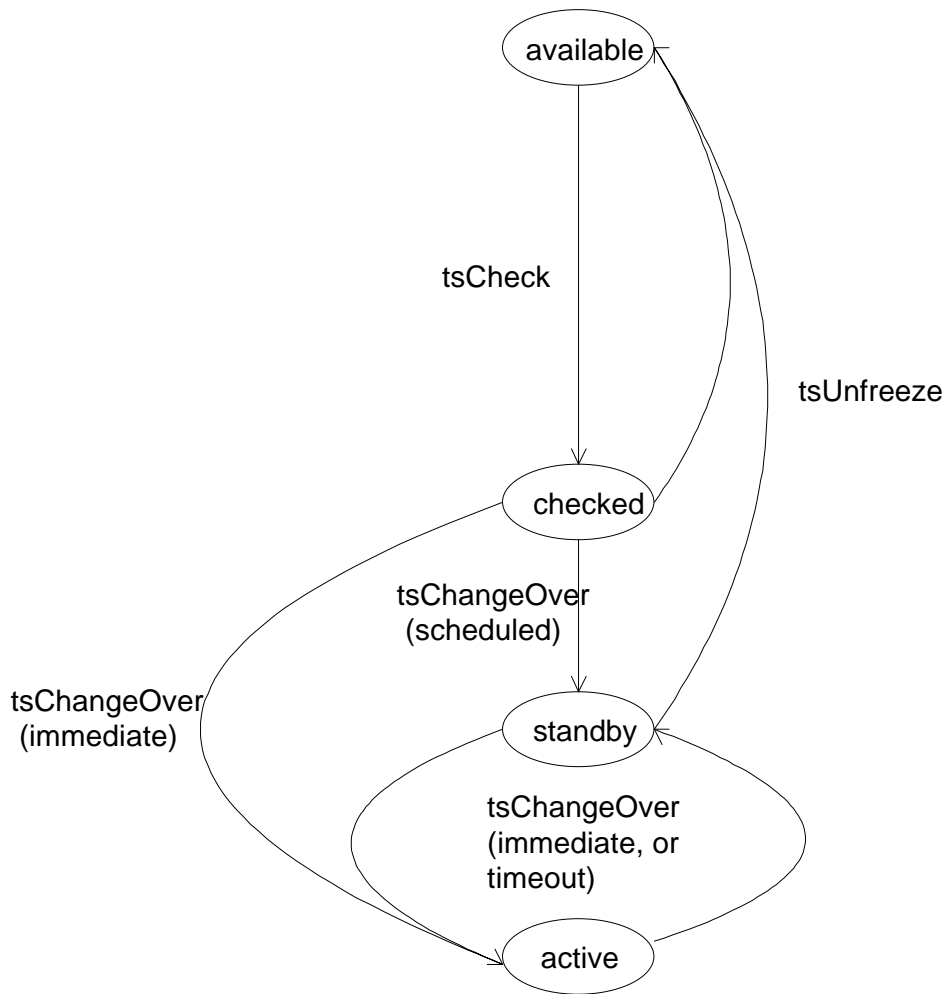 available
tsCheck
tsUnfreeze
checked
tsChangeOver
(scheduled)
tsChangeOver
(immediate)
standby
tsChangeOver
(immediate, or
timeout)
active